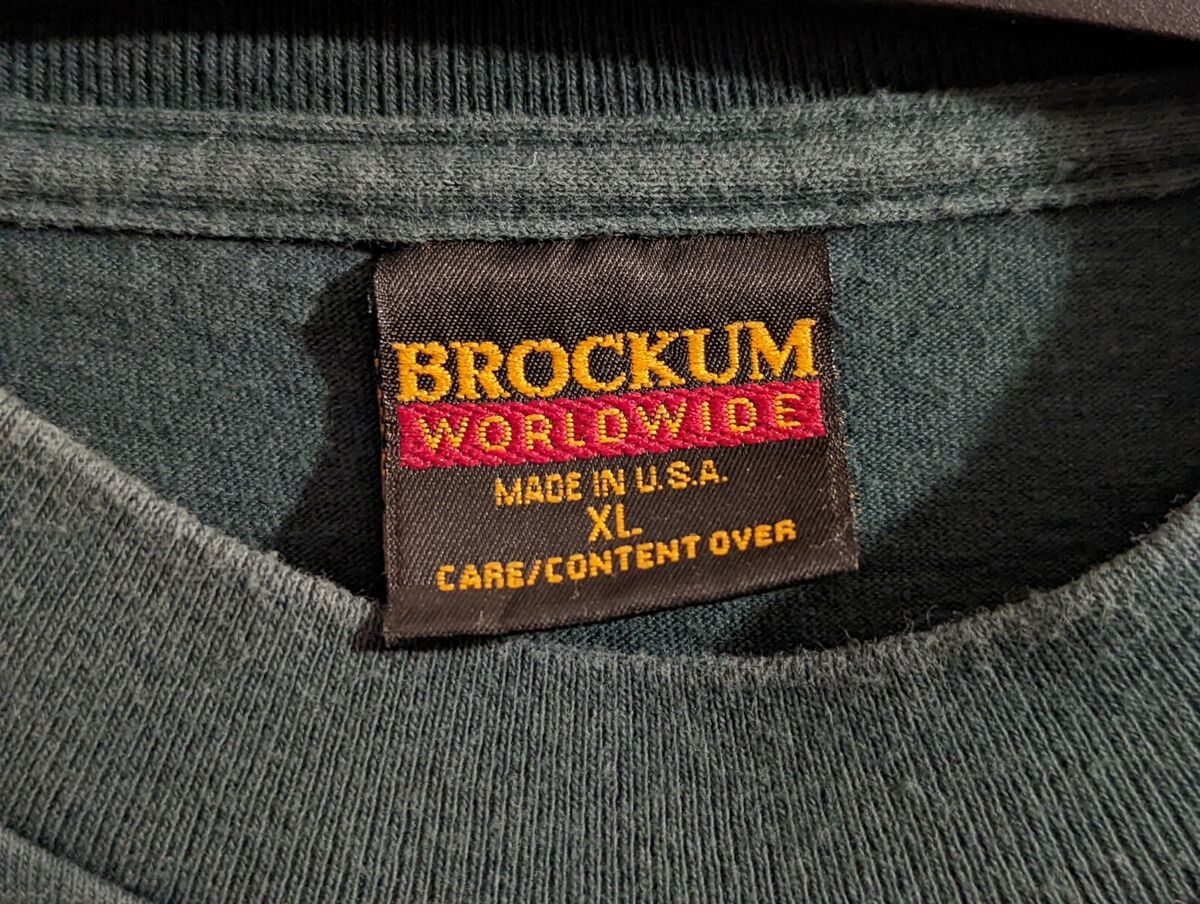 BROCKUM
WORLDWIDE
MADE IN U.S.A.
XL
CARE/CONTENT OVER